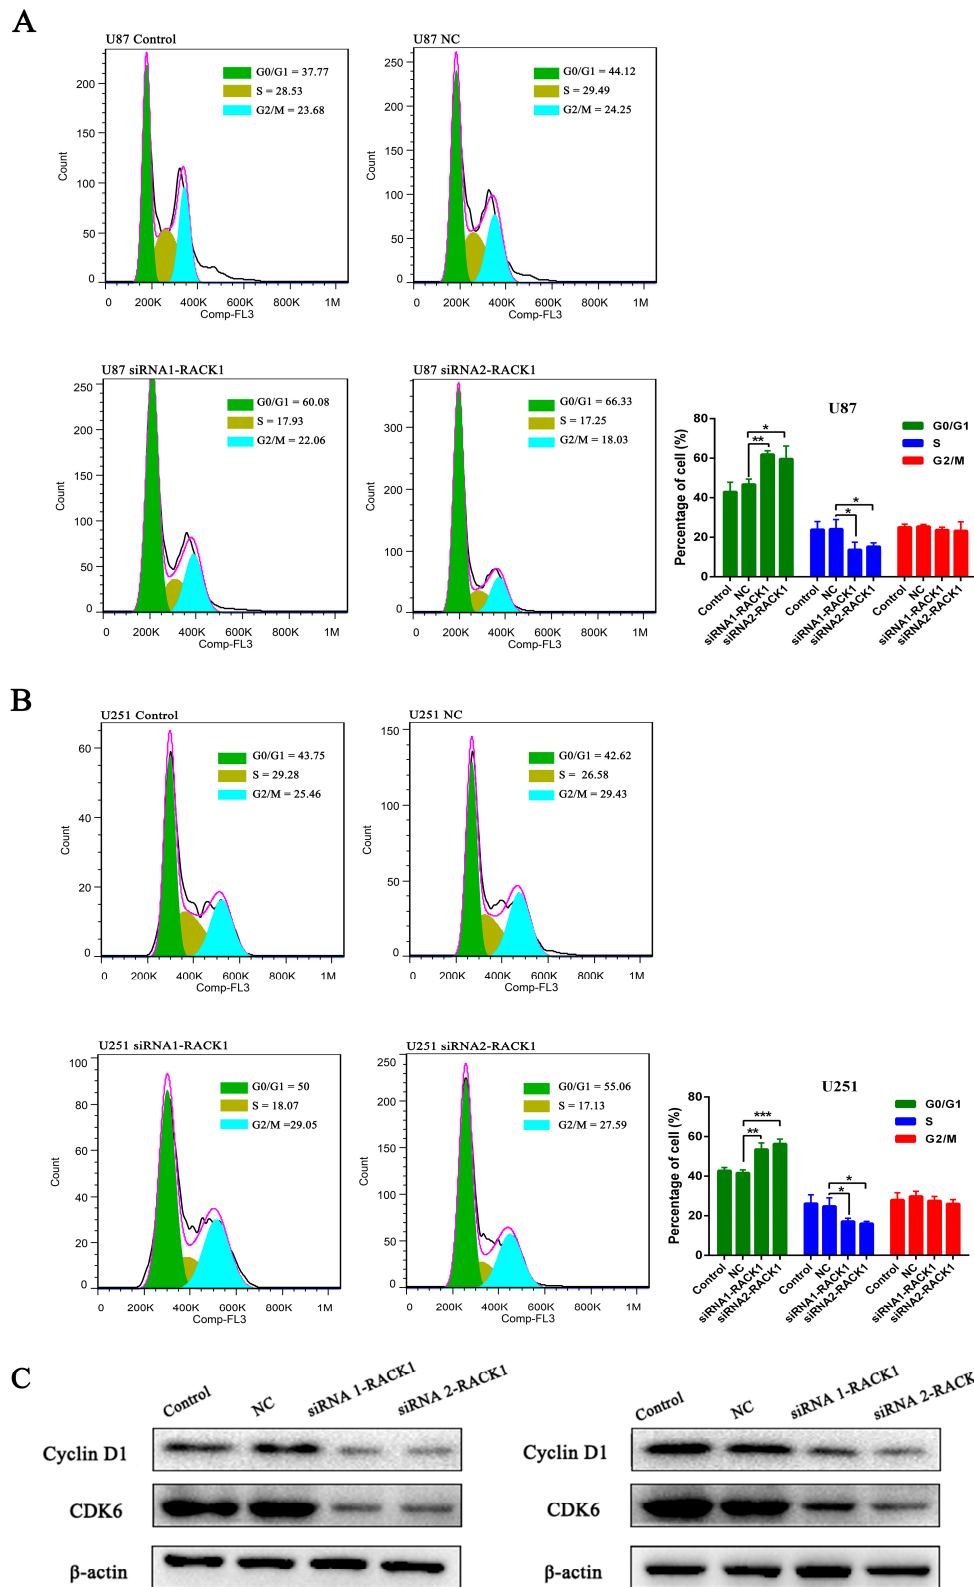 A
U87 Control
G0/G1 = 37.77
S = 28.53
G2/M = 23.68
Count
200
150
100
50
0
0 200K 400K 600K 800K 1M
Comp-FL3
U87 NC
G0/G1 = 44.12
S = 29.49
G2/M = 24.25
Count
250
200
150
100
50
0
0 200K 400K 600K 800K 1M
Comp-FL3
U87 siRNA1-RACK1
G0/G1 = 60.08
S = 17.93
G2/M = 22.06
Count
250
200
150
100
50
0
0 200K 400K 600K 800K 1M
Comp-FL3
U87 siRNA2-RACK1
G0/G1 = 66.33
S = 17.25
G2/M = 18.03
Count
300
200
100
0
0 200K 400K 600K 800K 1M
Comp-FL3
U87
G0/G1
S
G2/M
Percentage of cell (%)
80
60
40
20
0
* ** * *
Control NC siRNA1-RACK1 siRNA2-RACK1 Control NC siRNA1-RACK1 siRNA2-RACK1 Control NC siRNA1-RACK1 siRNA2-RACK1
B
U251 Control
G0/G1 = 43.75
S = 29.28
G2/M = 25.46
Count
60
40
20
0
0 200K 400K 600K 800K 1M
Comp-FL3
U251 NC
G0/G1 = 42.62
S = 26.58
G2/M = 29.43
Count
150
100
50
0
0 200K 400K 600K 800K 1M
Comp-FL3
U251 siRNA1-RACK1
G0/G1 = 50
S = 18.07
G2/M =29.05
Count
100
80
60
40
20
0
0 200K 400K 600K 800K 1M
Comp-FL3
U251 siRNA2-RACK1
G0/G1 = 55.06
S = 17.13
G2/M = 27.59
Count
250
200
150
100
50
0
0 200K 400K 600K 800K 1M
Comp-FL3
U251
G0/G1
S
G2/M
Percentage of cell (%)
80
60
40
20
0
*** ** * *
Control NC siRNA1-RACK1 siRNA2-RACK1 Control NC siRNA1-RACK1 siRNA2-RACK1 Control NC siRNA1-RACK1 siRNA2-RACK1
C
Control NC siRNA 1-RACK1 siRNA 2-RACK1
Cyclin D1
CDK6
β-actin
Control NC siRNA 1-RACK1 siRNA 2-RACK
Cyclin D1
CDK6
β-actin